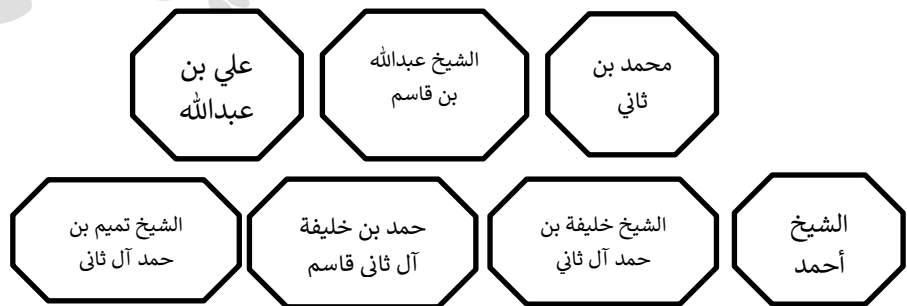 محمد بن
ثاني
الشيخ عبدالله
بن قاسم
علي بن
عبدالله
الشيخ
أحمد
الشيخ خليفة بن
حمد آل ثاني
حمد بن خليفة
آل ثانى قاسم
الشيخ تميم بن
حمد آل ثانى